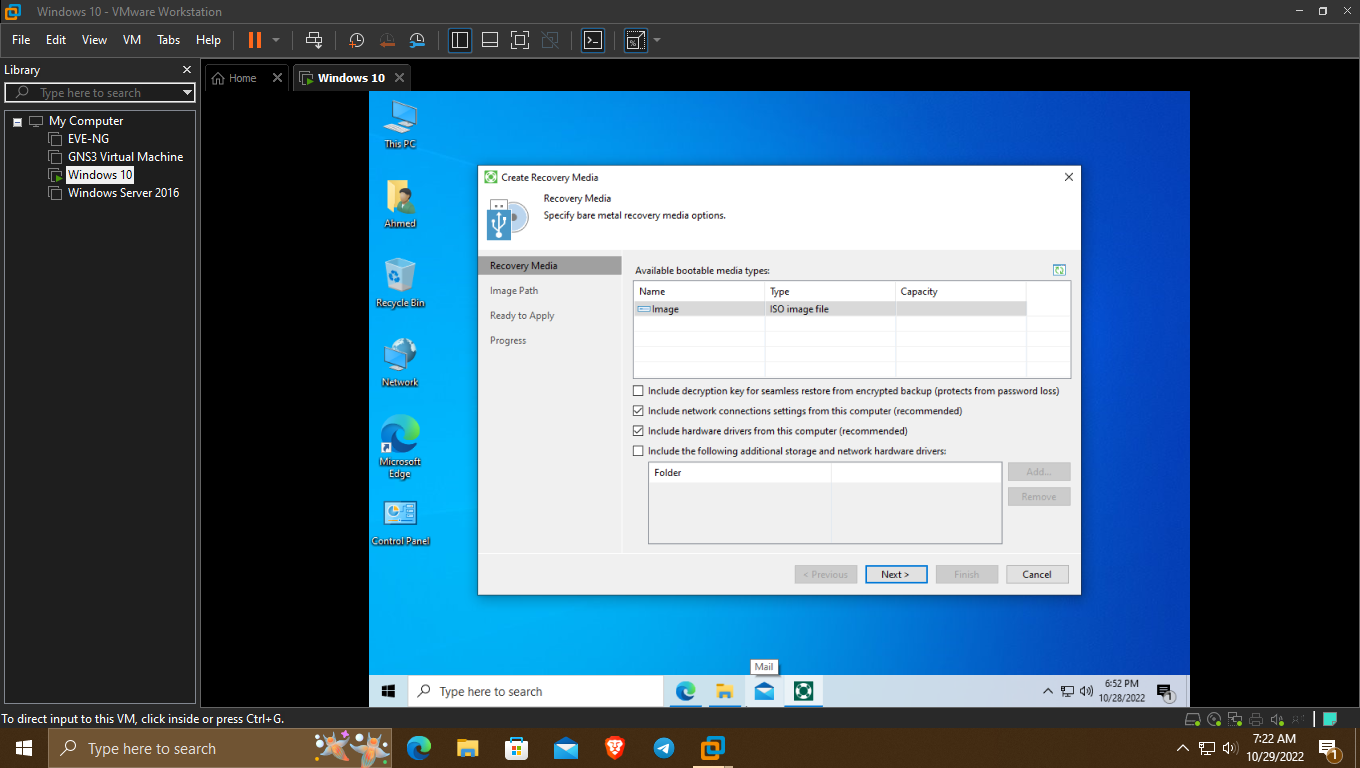 Windows 10 - VMware Workstation
File Edit View VM Tabs Help
Library
Type here to search
My Computer
EVE-NG
GNS3 Virtual Machine
Windows 10
Windows Server 2016
Home
Windows 10
This PC
Ahmed
Recycle Bin
Network
Microsoft
Edge
Control Panel
Create Recovery Media
Recovery Media
Specify bare metal recovery media options.
Recovery Media
Image Path
Ready to Apply
Progress
Available bootable media types:
Name Type Capacity
Image ISO image file
Include decryption key for seamless restore from encrypted backup (protects from password loss)
Include network connections settings from this computer (recommended)
Include hardware drivers from this computer (recommended)
Include the following additional storage and network hardware drivers:
Folder
Add...
Remove
< Previous Next > Finish Cancel
Mail
Type here to search
6:52 PM
10/28/2022
1
To direct input to this VM, click inside or press Ctrl+G.
Type here to search
7:22 AM
10/29/2022
1